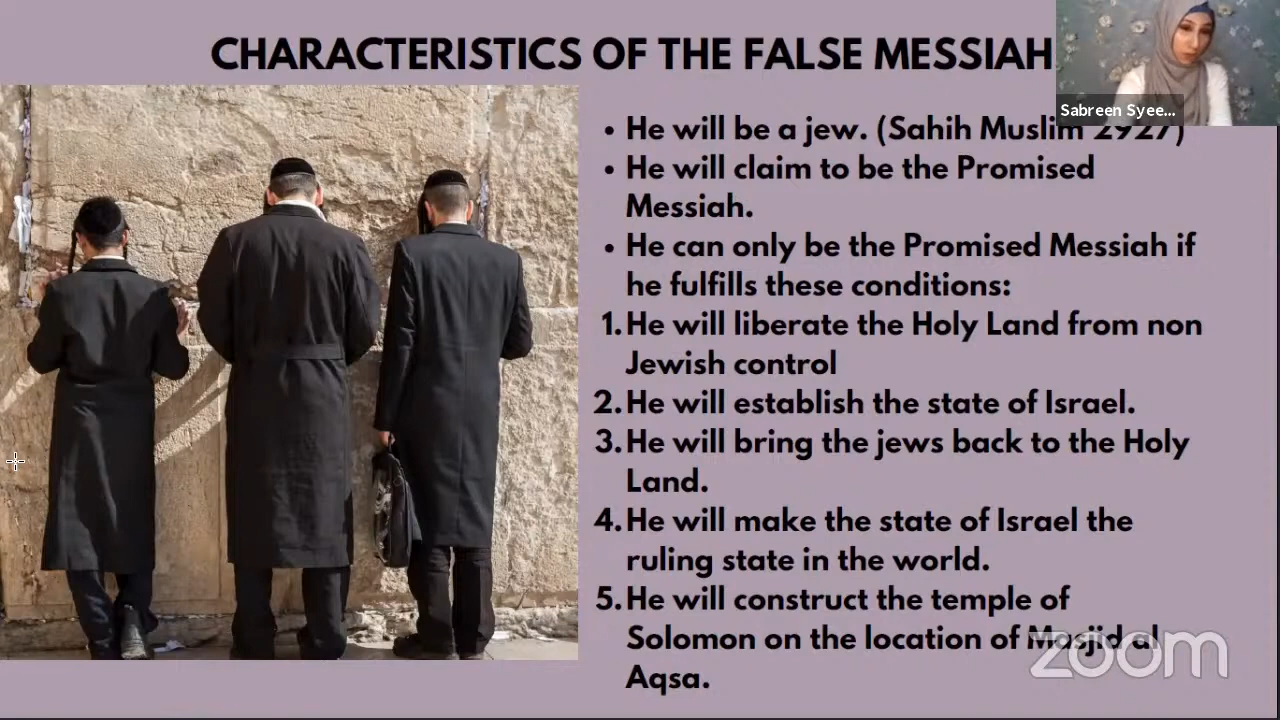 CHARACTERISTICS OF THE FALSE MESSIAH
Sabreen Syee...
• He will be a jew. (Sahih Muslim 2927)
• He will claim to be the Promised
Messiah.
• He can only be the Promised Messiah if
he fulfills these conditions:
1. He will liberate the Holy Land from non
Jewish control
2. He will establish the state of Israel.
3. He will bring the jews back to the Holy
Land.
4. He will make the state of Israel the
ruling state in the world.
5. He will construct the temple of
Solomon on the location of Masjid al
Aqsa.
zoom